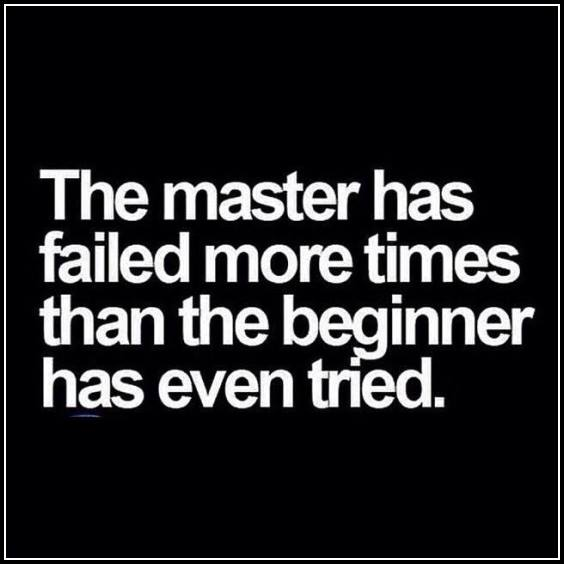 The master has
failed more times
than the beginner
has even tried.